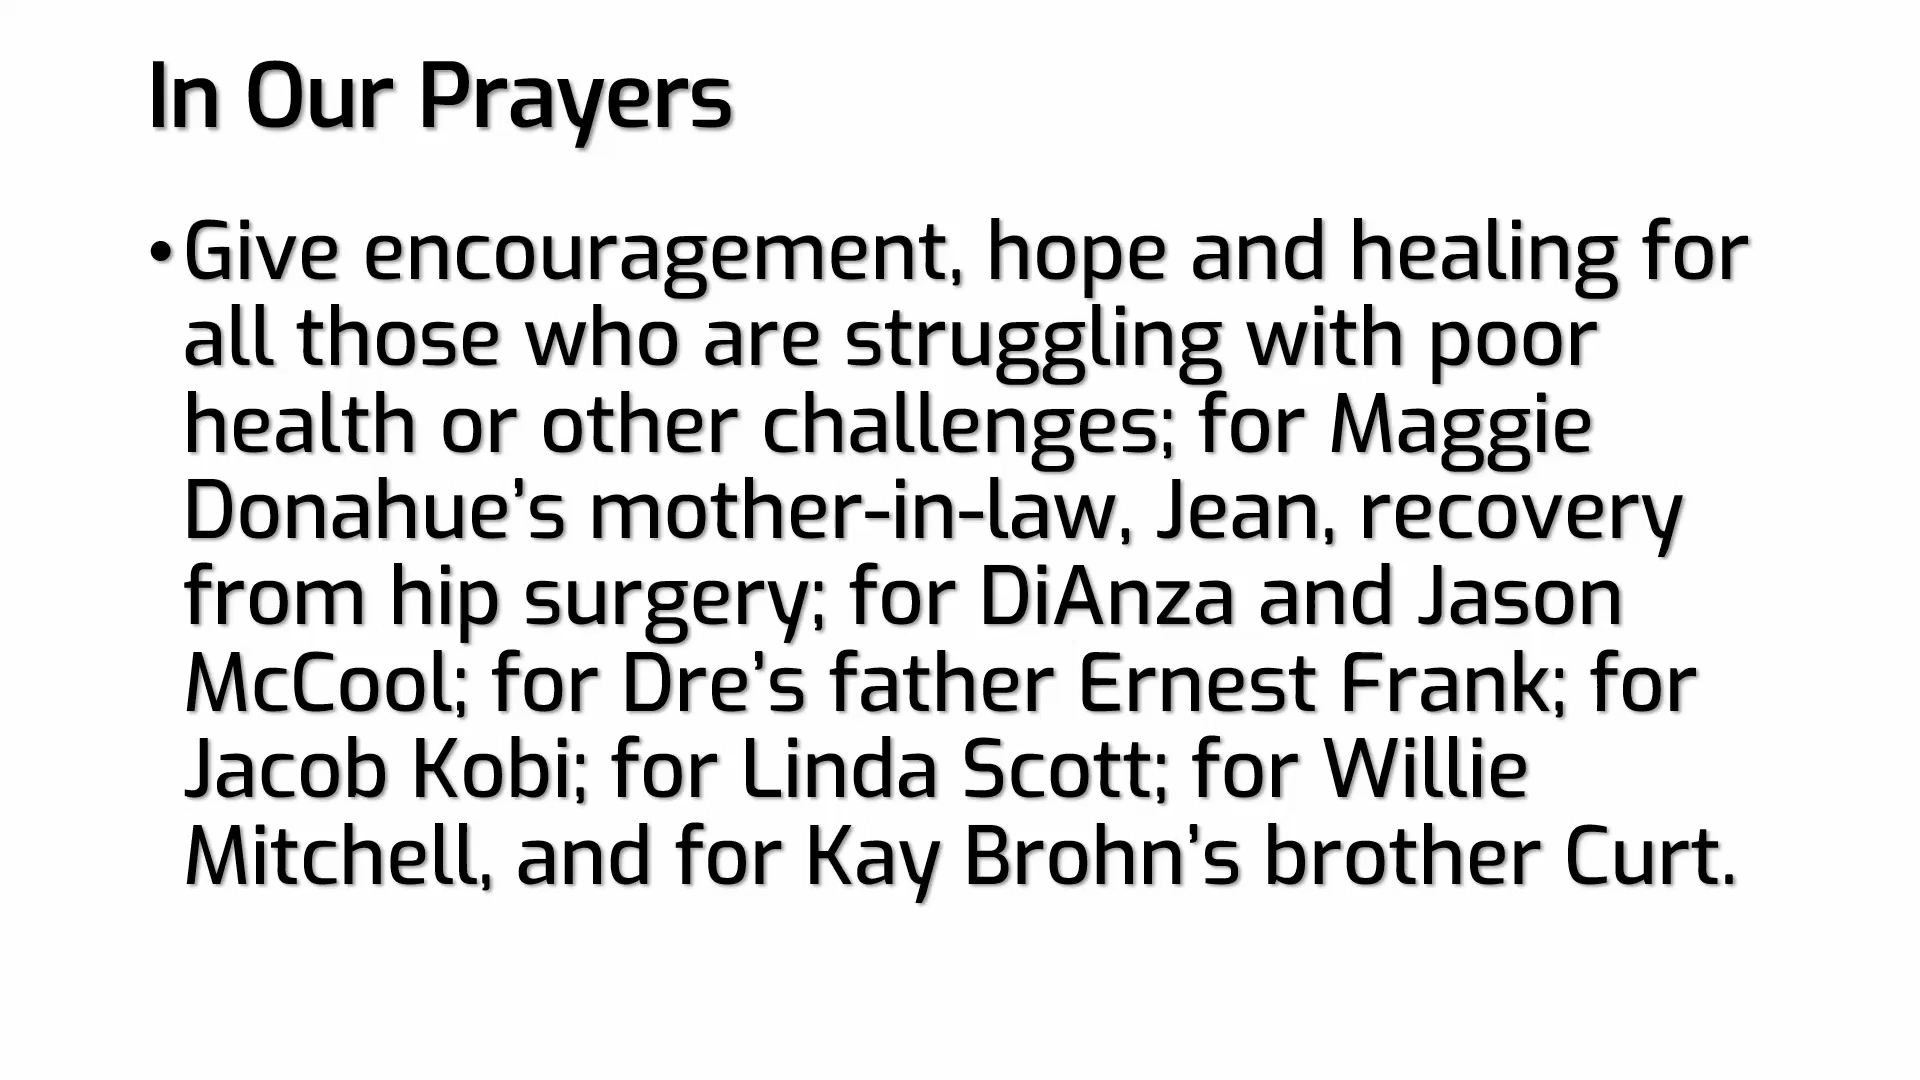 In Our Prayers
•Give encouragement, hope and healing for
all those who are struggling with poor
health or other challenges; for Maggie
Donahue’s mother-in-law, Jean, recovery
from hip surgery; for DiAnza and Jason
McCool; for Dre’s father Ernest Frank; for
Jacob Kobi; for Linda Scott; for Willie
Mitchell, and for Kay Brohn’s brother Curt.